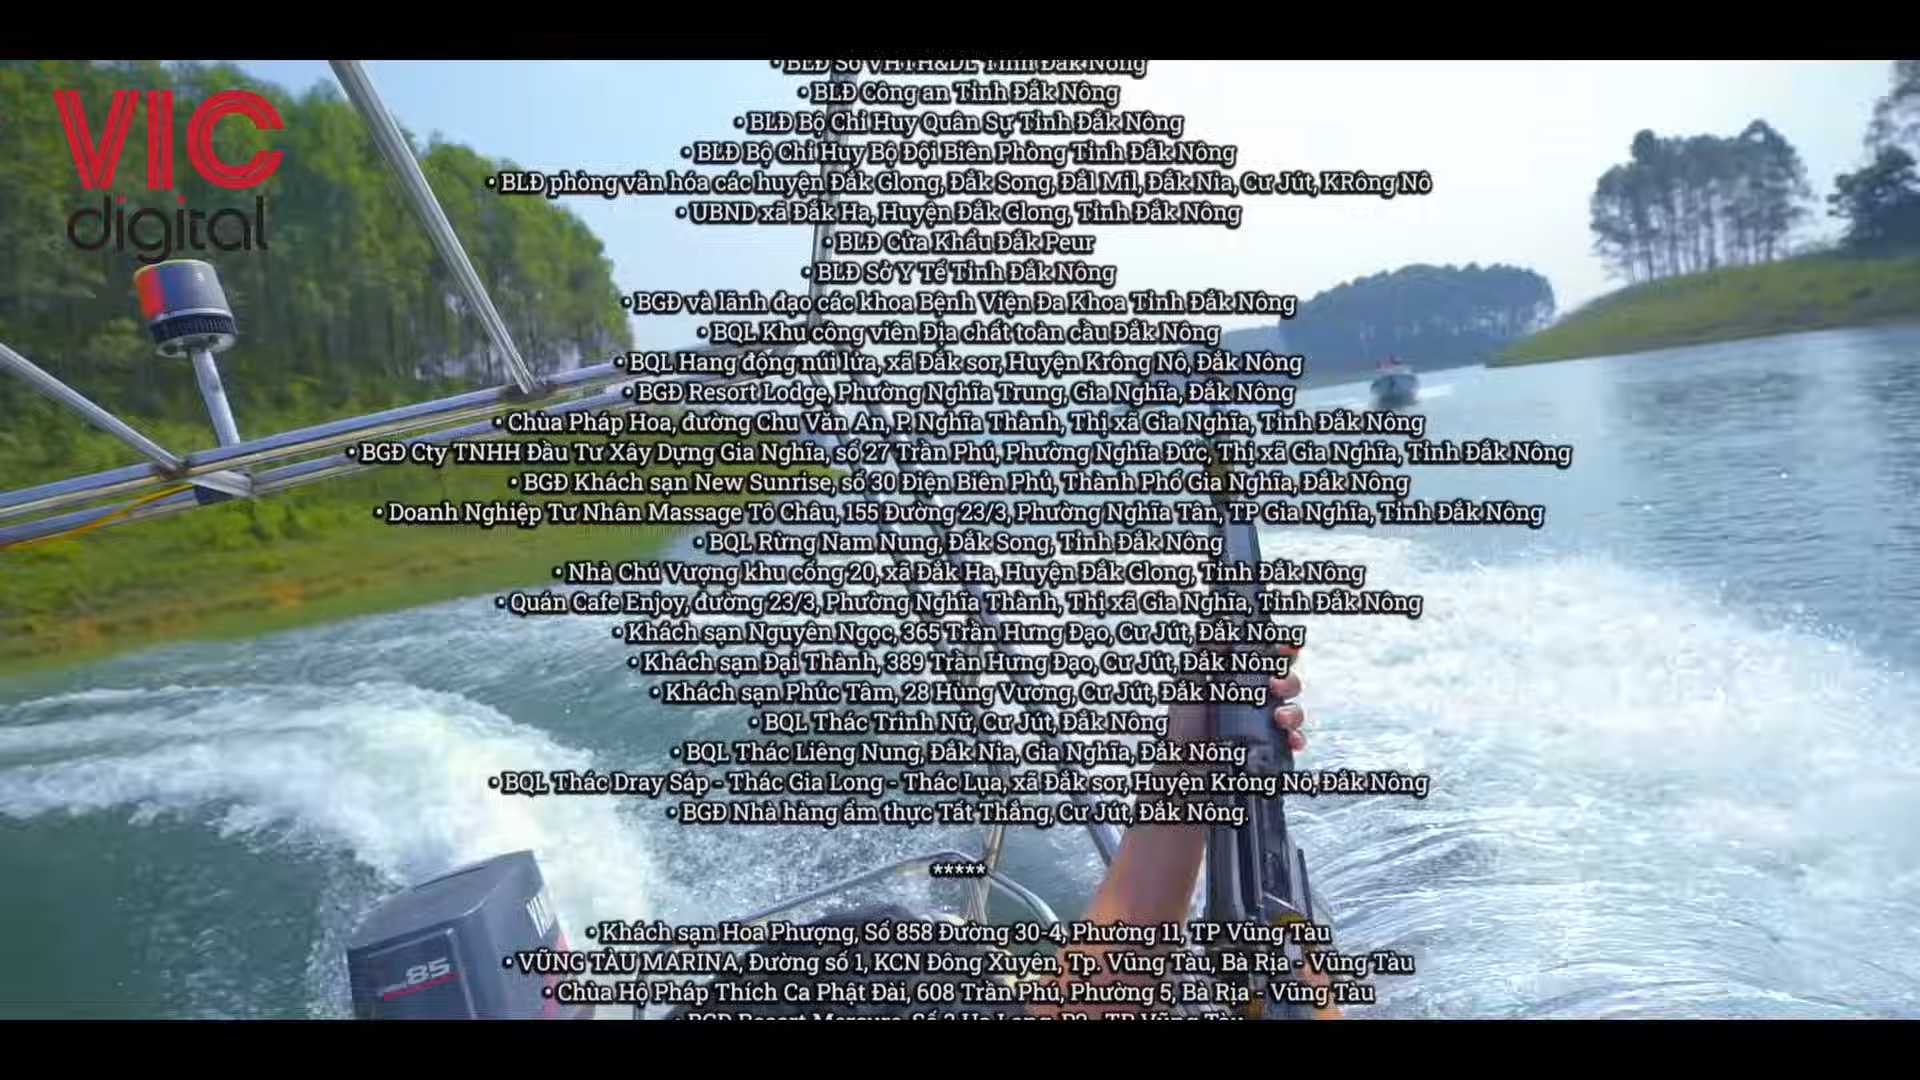 VIC
digital
• BLĐ Sở VHTH&DL Tỉnh Đắk Nông
• BLĐ Công an Tỉnh Đắk Nông
• BLĐ Bộ Chỉ Huy Quân Sự Tỉnh Đắk Nông
• BLĐ Bộ Chỉ Huy Bộ Đội Biên Phòng Tỉnh Đắk Nông
• BLĐ phòng văn hóa các huyện Đắk Glong, Đắk Song, Đắl Mil, Đắk Nia, Cư Jút, KRông Nô
• UBND xã Đắk Ha, Huyện Đắk Glong, Tỉnh Đắk Nông
• BLĐ Cửa Khẩu Đắk Peur
• BLĐ Sở Y Tế Tỉnh Đắk Nông
• BGĐ và lãnh đạo các khoa Bệnh Viện Đa Khoa Tỉnh Đắk Nông
• BQL Khu công viên Địa chất toàn cầu Đắk Nông
• BQL Hang động núi lửa, xã Đắk sor, Huyện Krông Nô, Đắk Nông
• BGĐ Resort Lodge, Phường Nghĩa Trung, Gia Nghĩa, Đắk Nông
• Chùa Pháp Hoa, đường Chu Văn An, P. Nghĩa Thành, Thị xã Gia Nghĩa, Tỉnh Đắk Nông
• BGĐ Cty TNHH Đầu Tư Xây Dựng Gia Nghĩa, số 27 Trần Phú, Phường Nghĩa Đức, Thị xã Gia Nghĩa, Tỉnh Đắk Nông
• BGĐ Khách sạn New Sunrise, số 30 Điện Biên Phủ, Thành Phố Gia Nghĩa, Đắk Nông
• Doanh Nghiệp Tư Nhân Massage Tô Châu, 155 Đường 23/3, Phường Nghĩa Tân, TP Gia Nghĩa, Tỉnh Đắk Nông
• BQL Rừng Nam Nung, Đắk Song, Tỉnh Đắk Nông
• Nhà Chú Vượng khu cống 20, xã Đắk Ha, Huyện Đắk Glong, Tỉnh Đắk Nông
• Quán Cafe Enjoy, đường 23/3, Phường Nghĩa Thành, Thị xã Gia Nghĩa, Tỉnh Đắk Nông
• Khách sạn Nguyên Ngọc, 365 Trần Hưng Đạo, Cư Jút, Đắk Nông
• Khách sạn Đại Thành, 389 Trần Hưng Đạo, Cư Jút, Đắk Nông
• Khách sạn Phúc Tâm, 28 Hùng Vương, Cư Jút, Đắk Nông
• BQL Thác Trinh Nữ, Cư Jút, Đắk Nông
• BQL Thác Liêng Nung, Đắk Nia, Gia Nghĩa, Đắk Nông
• BQL Thác Dray Sáp - Thác Gia Long - Thác Lụa, xã Đắk sor, Huyện Krông Nô, Đắk Nông
• BGĐ Nhà hàng ẩm thực Tất Thắng, Cư Jút, Đắk Nông.
*****
• Khách sạn Hoa Phượng, Số 858 Đường 30-4, Phường 11, TP Vũng Tàu
• VŨNG TÀU MARINA, Đường số 1, KCN Đông Xuyên, Tp. Vũng Tàu, Bà Rịa - Vũng Tàu
• Chùa Hộ Pháp Thích Ca Phật Đài, 608 Trần Phú, Phường 5, Bà Rịa - Vũng Tàu
85